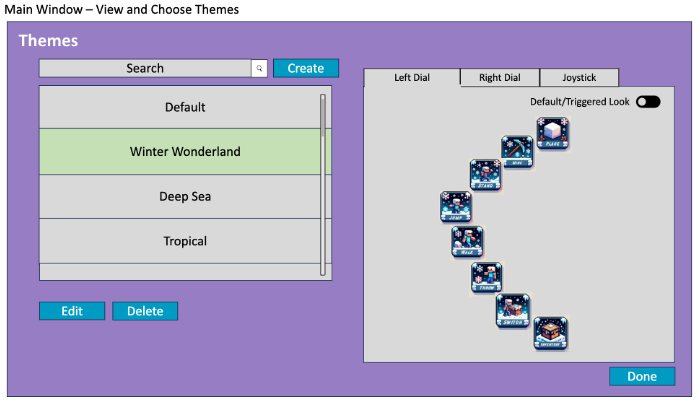 Main Window – View and Choose Themes
Themes
Search
Create
Default
Winter Wonderland
Deep Sea
Tropical
Edit
Delete
Left Dial
Right Dial
Joystick
Default/Triggered Look
PLACE
MINE
STAND
JUMP
WALK
THROW
SWITCH
INVENTORY
Done